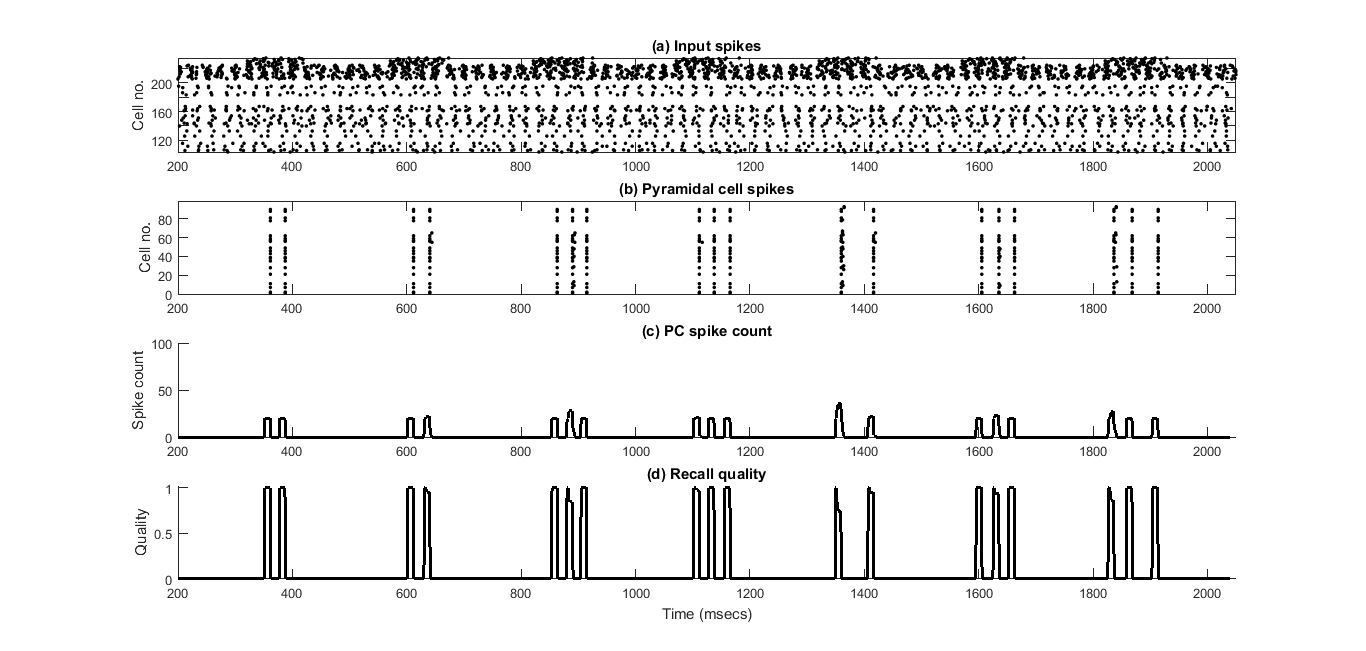 (a) Input spikes
Cell no.
200
160
120
200 400 600 800 1000 1200 1400 1600 1800 2000
(b) Pyramidal cell spikes
Cell no.
80
60
40
20
0
200 400 600 800 1000 1200 1400 1600 1800 2000
(c) PC spike count
Spike count
100
50
0
200 400 600 800 1000 1200 1400 1600 1800 2000
(d) Recall quality
Quality
1
0.5
0
200 400 600 800 1000 1200 1400 1600 1800 2000
Time (msecs)